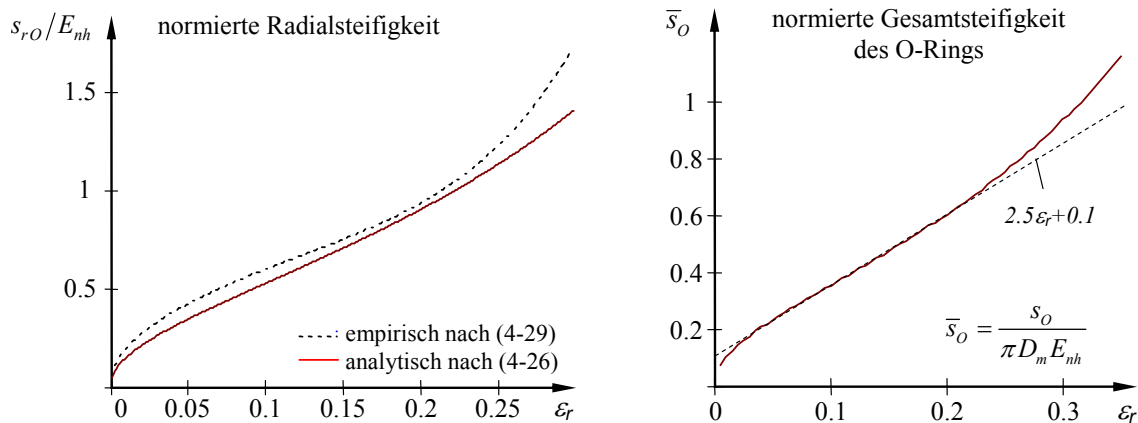 s_rO/E_nh
normierte Radialsteifigkeit
1.5
1
0.5
empirisch nach (4-29)
analytisch nach (4-26)
0
0.05
0.1
0.15
0.2
0.25
ε_r
s̅_O
normierte Gesamtsteifigkeit
des O-Rings
1
0.8
0.6
0.4
0.2
2.5ε_r+0.1
s̅_O = s_O / πD_mE_nh
0
0.1
0.2
0.3
ε_r